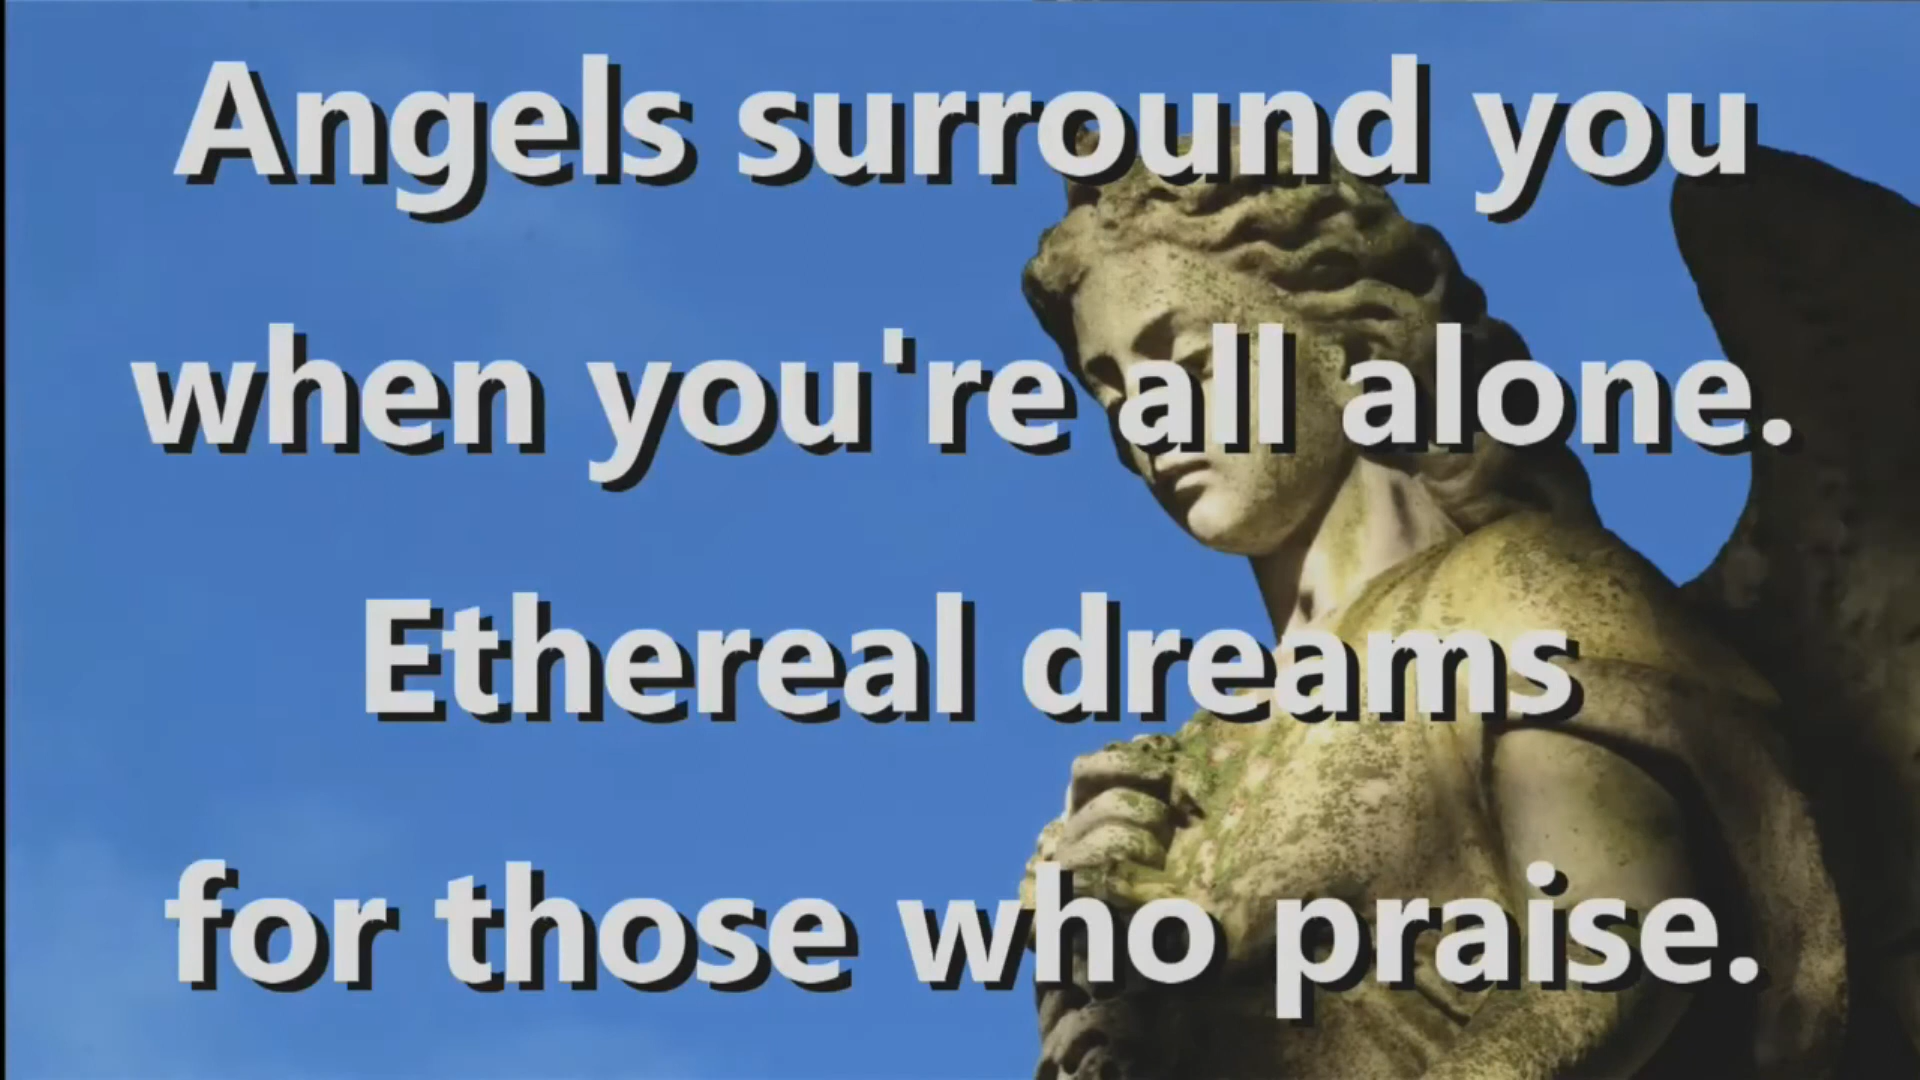 Angels surround you
when you're all alone.
Ethereal dreams
for those who praise.